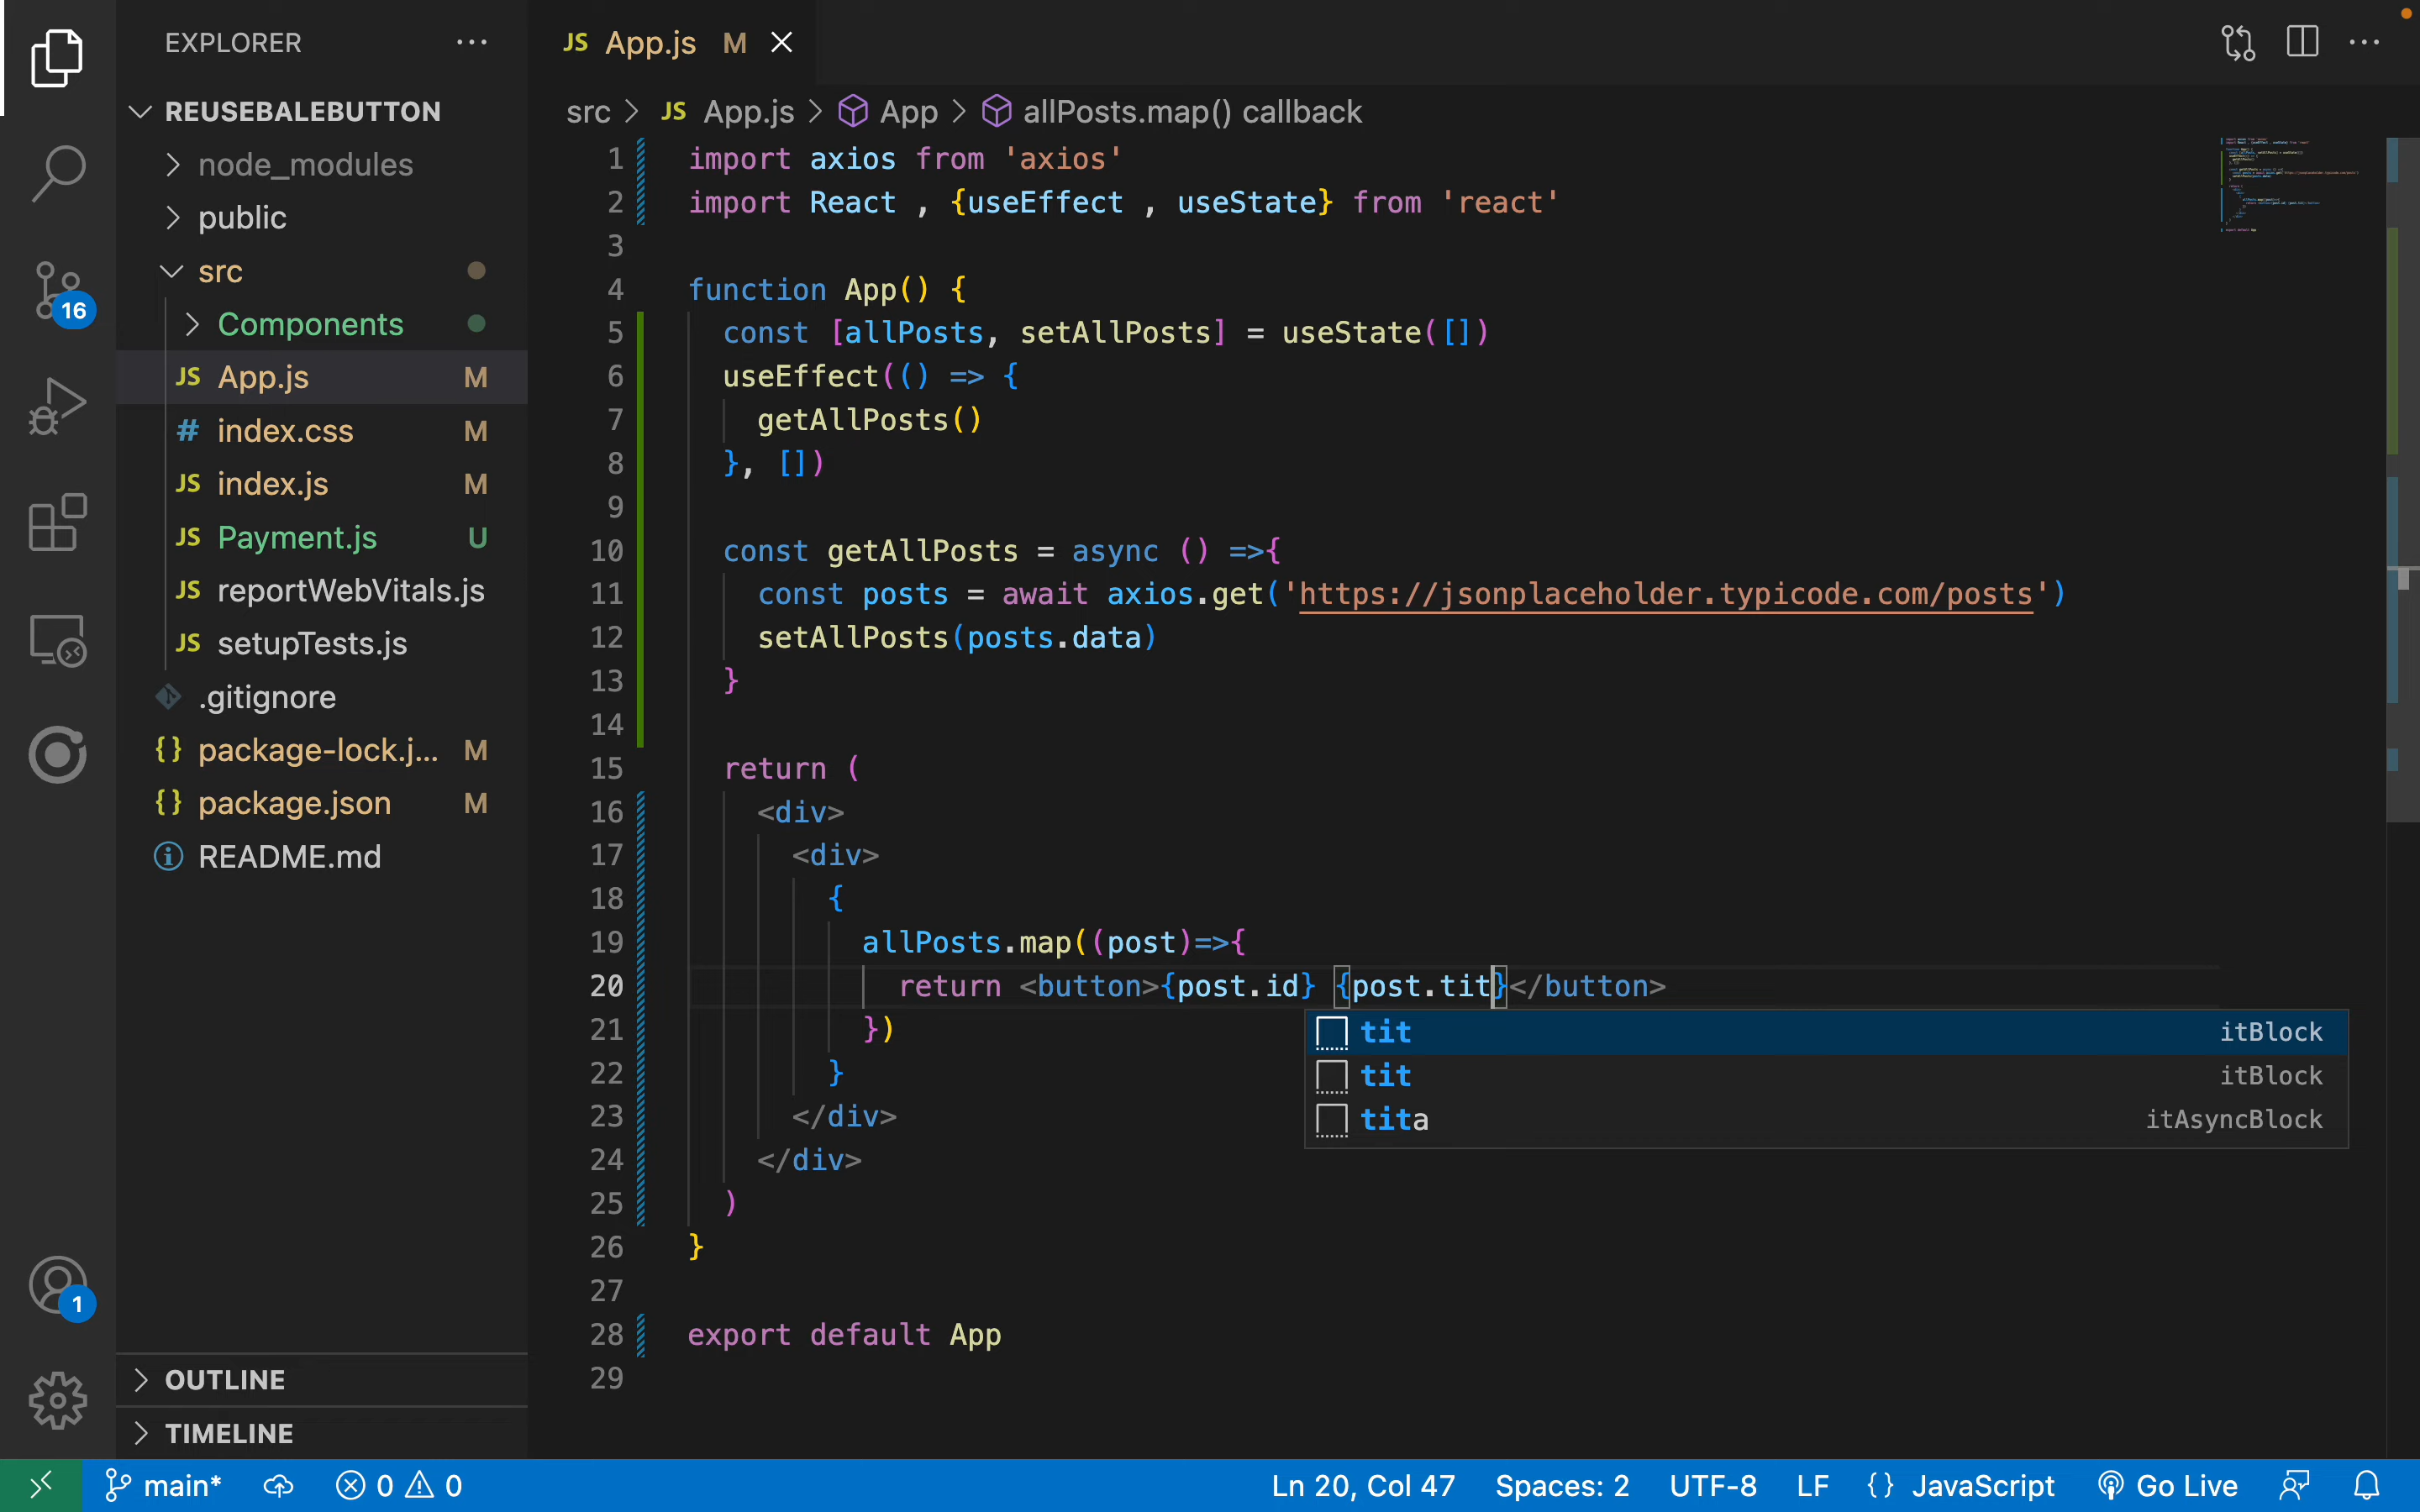 EXPLORER
REUSEBALEBUTTON
node_modules
public
src
Components
JS App.js M
# index.css M
JS index.js M
JS Payment.js U
JS reportWebVitals.js
JS setupTests.js
.gitignore
{} package-lock.j... M
{} package.json M
README.md
OUTLINE
TIMELINE
16
1
JS App.js M
src > JS App.js > App > allPosts.map() callback
1 import axios from 'axios'
2 import React , {useEffect , useState} from 'react'
3
4 function App() {
5 const [allPosts, setAllPosts] = useState([])
6 useEffect(() => {
7 getAllPosts()
8 }, [])
9
10 const getAllPosts = async () =>{
11 const posts = await axios.get('https://jsonplaceholder.typicode.com/posts')
12 setAllPosts(posts.data)
13 }
14
15 return (
16 <div>
17 <div>
18 {
19 allPosts.map((post)=>{
20 return <button>{post.id} {post.tit}</button>
21 })
22 }
23 </div>
24 </div>
25 )
26 }
27
28 export default App
29
tit itBlock
tit itBlock
tita itAsyncBlock
main* 0 0 Ln 20, Col 47 Spaces: 2 UTF-8 LF {} JavaScript Go Live